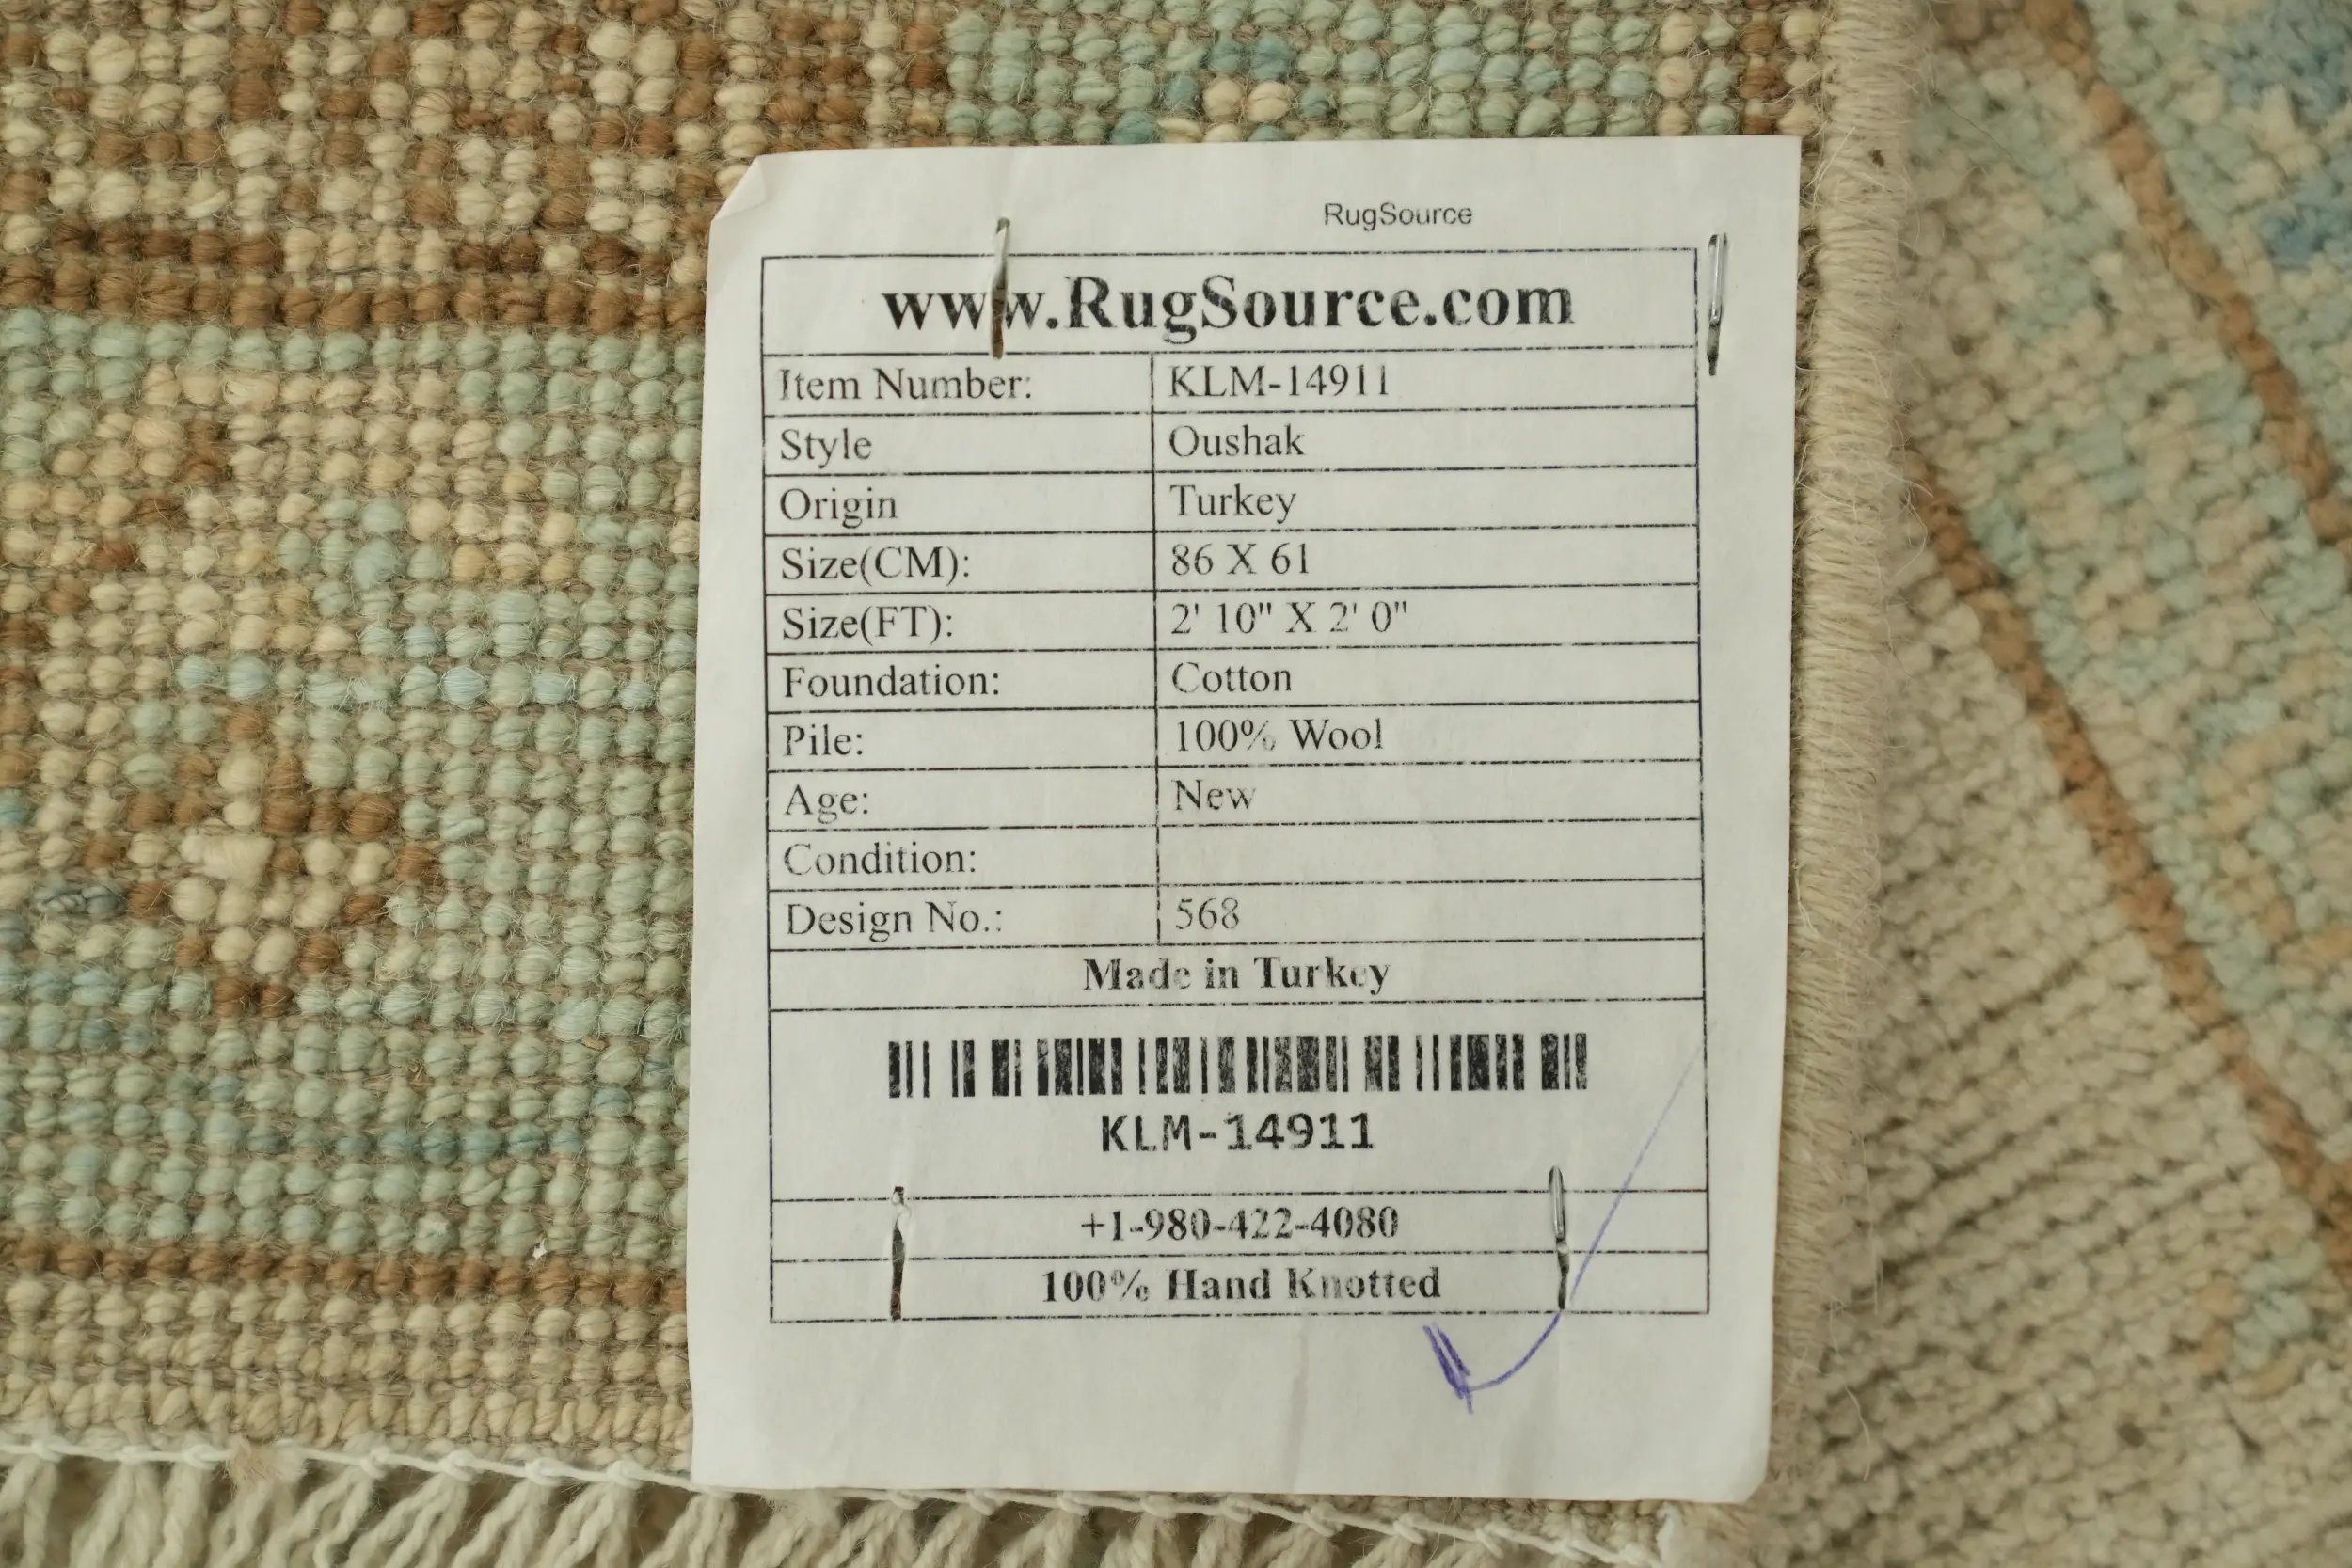 RugSource
www.RugSource.com
Item Number: KLM-14911
Style Oushak
Origin Turkey
Size(CM): 86 X 61
Size(FT): 2' 10" X 2' 0"
Foundation: Cotton
Pile: 100% Wool
Age: New
Condition:
Design No.: 568
Made in Turkey
KLM-14911
+1-980-422-4080
100% Hand Knotted